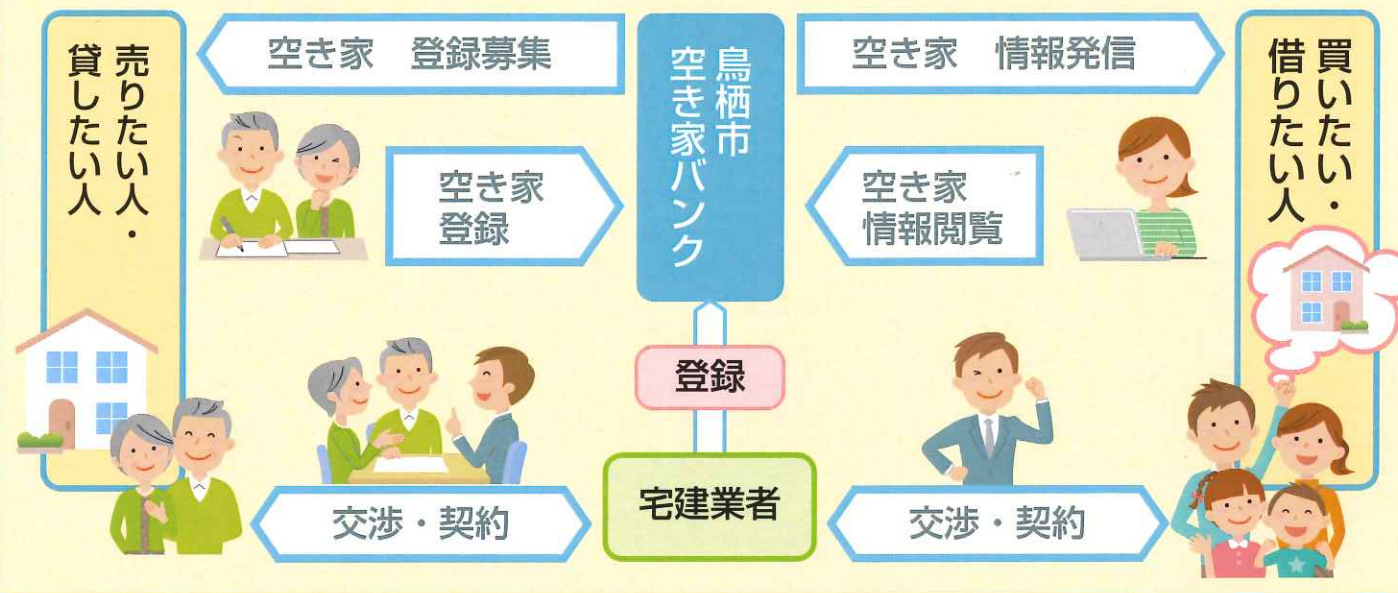 売りたい人・
貸したい人
空き家 登録募集
空き家
登録
鳥栖市
空き家バンク
空き家 情報発信
空き家
情報閲覧
買いたい・
借りたい人
登録
宅建業者
交渉・契約
交渉・契約